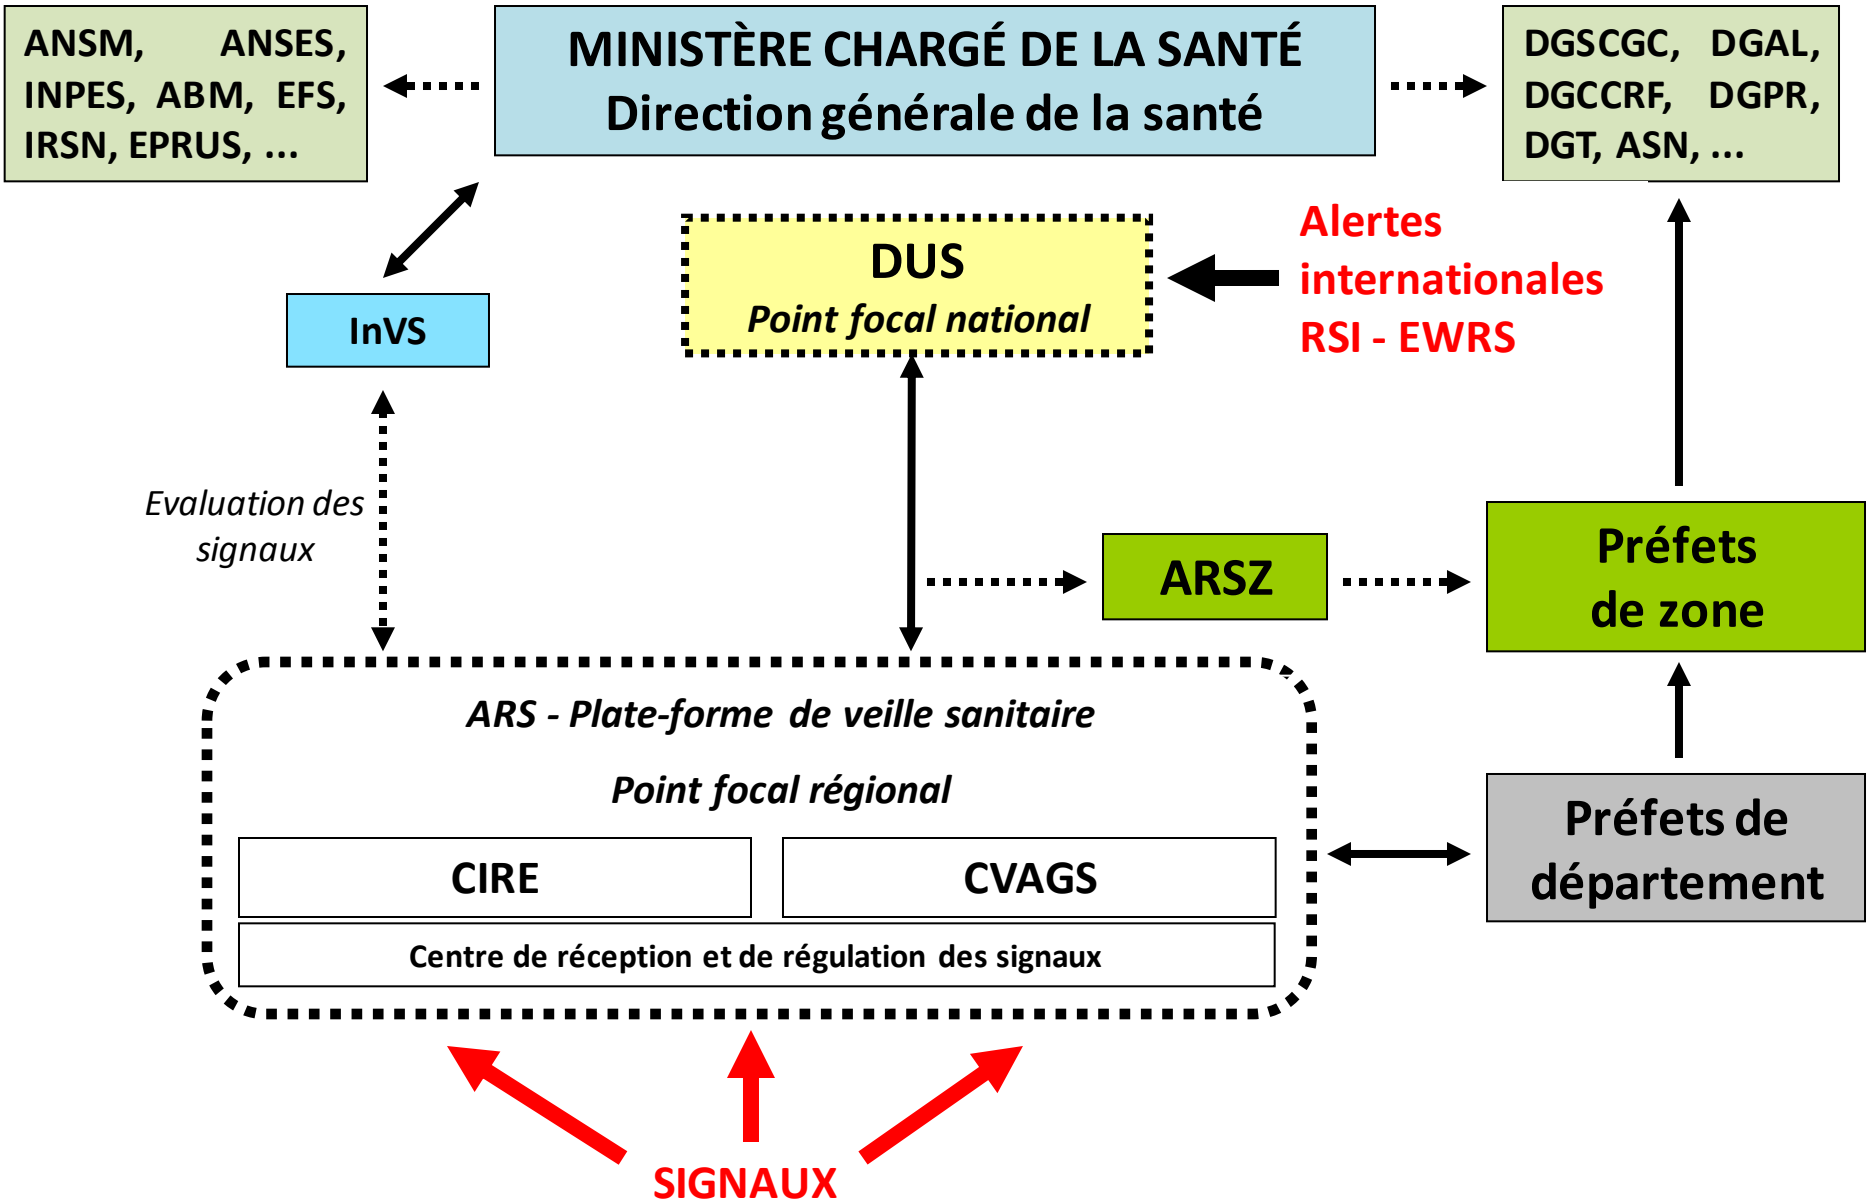 ANSM, ANSES,
INPES, ABM, EFS,
IRSN, EPRUS, ...
MINISTÈRE CHARGÉ DE LA SANTÉ
Direction générale de la santé
DGSCGC, DGAL,
DGCCRF, DGPR,
DGT, ASN, ...
DUS
Point focal national
Alertes
internationales
RSI - EWRS
InVS
Evaluation des
signaux
ARSZ
Préfets
de zone
ARS - Plate-forme de veille sanitaire
Point focal régional
CIRE
CVAGS
Centre de réception et de régulation des signaux
Préfets de
département
SIGNAUX